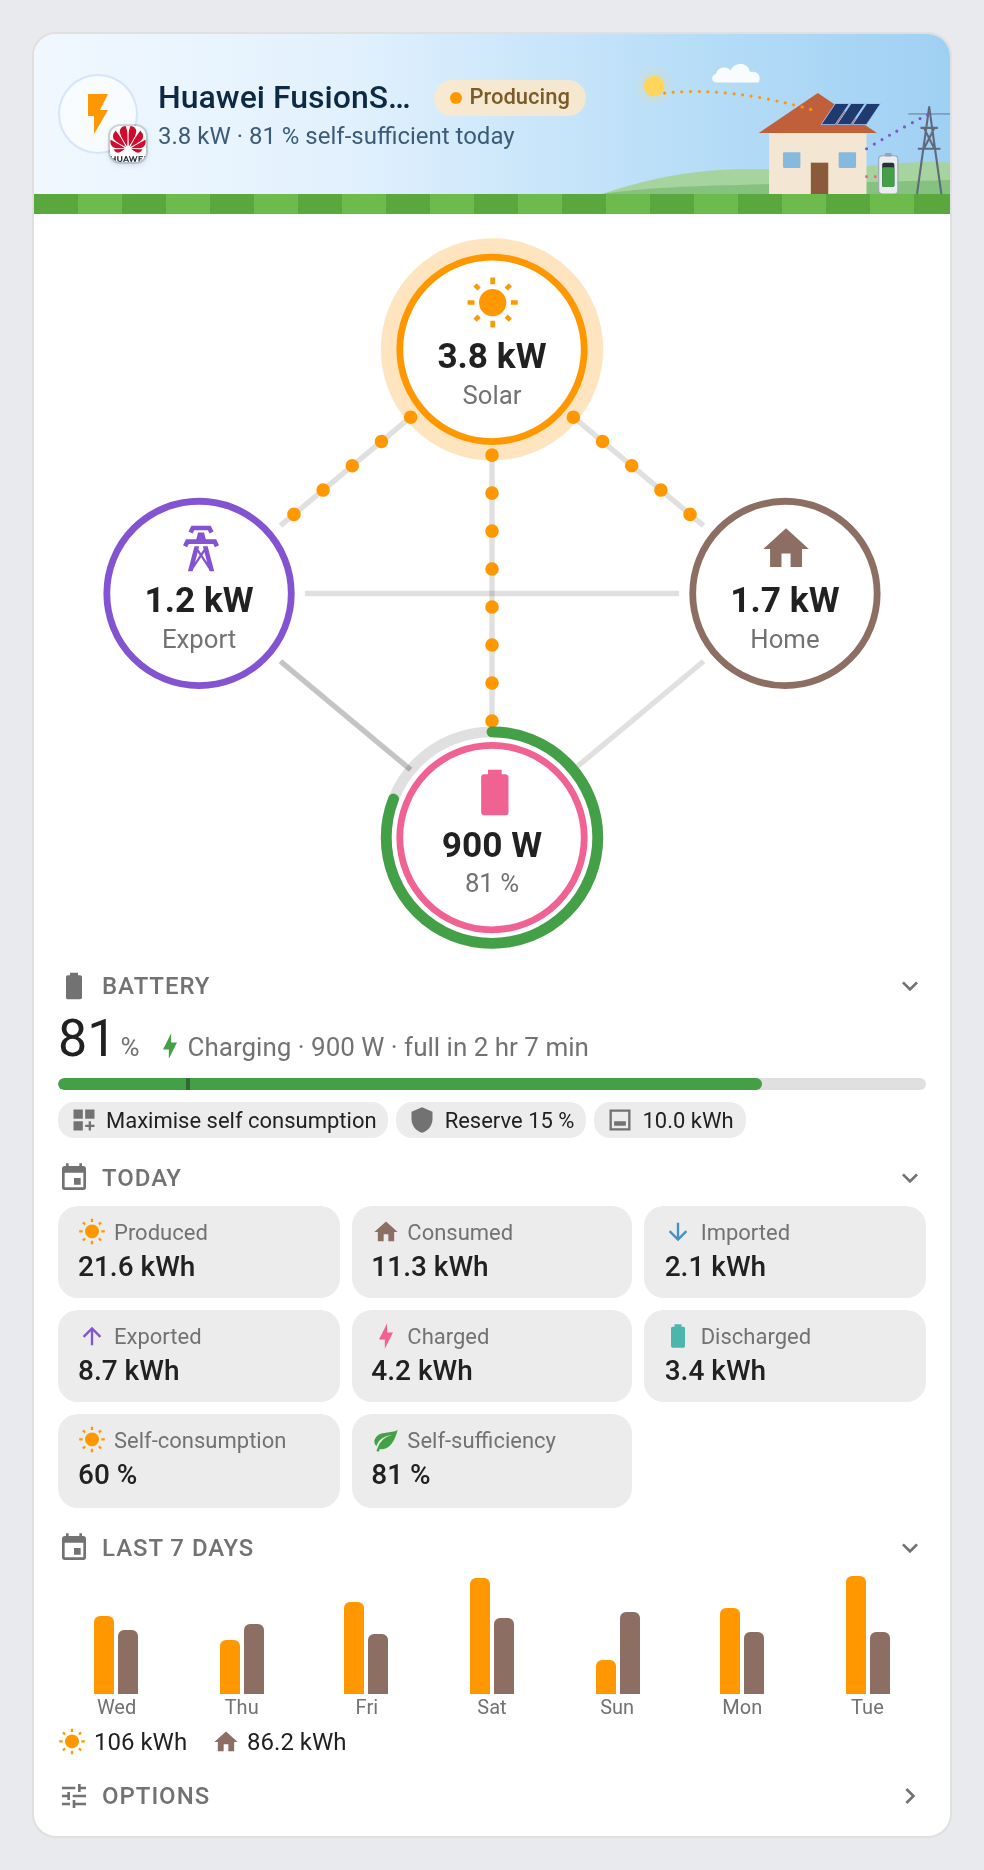 Huawei FusionS...
Producing
3.8 kW · 81 % self-sufficient today
HUAWEI
3.8 kW
Solar
1.2 kW
Export
1.7 kW
Home
900 W
81 %
BATTERY
81 %
Charging · 900 W · full in 2 hr 7 min
Maximise self consumption
Reserve 15 %
10.0 kWh
TODAY
Produced
21.6 kWh
Consumed
11.3 kWh
Imported
2.1 kWh
Exported
8.7 kWh
Charged
4.2 kWh
Discharged
3.4 kWh
Self-consumption
60 %
Self-sufficiency
81 %
LAST 7 DAYS
Wed Thu Fri Sat Sun Mon Tue
106 kWh 86.2 kWh
OPTIONS